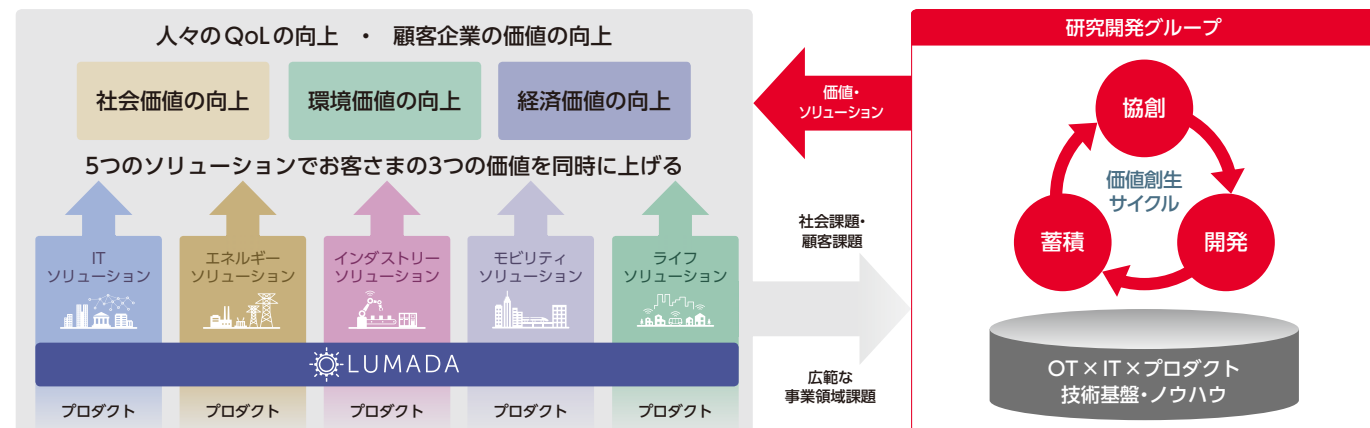 人々のQoLの向上 ・ 顧客企業の価値の向上
社会価値の向上
環境価値の向上
経済価値の向上
5つのソリューションでお客さまの3つの価値を同時に上げる
IT
ソリューション
エネルギー
ソリューション
インダストリー
ソリューション
モビリティ
ソリューション
ライフ
ソリューション
LUMADA
プロダクト
プロダクト
プロダクト
プロダクト
プロダクト
価値・
ソリューション
社会課題・
顧客課題
広範な
事業領域課題
研究開発グループ
協創
価値創生
サイクル
蓄積
開発
OT×IT×プロダクト
技術基盤・ノウハウ